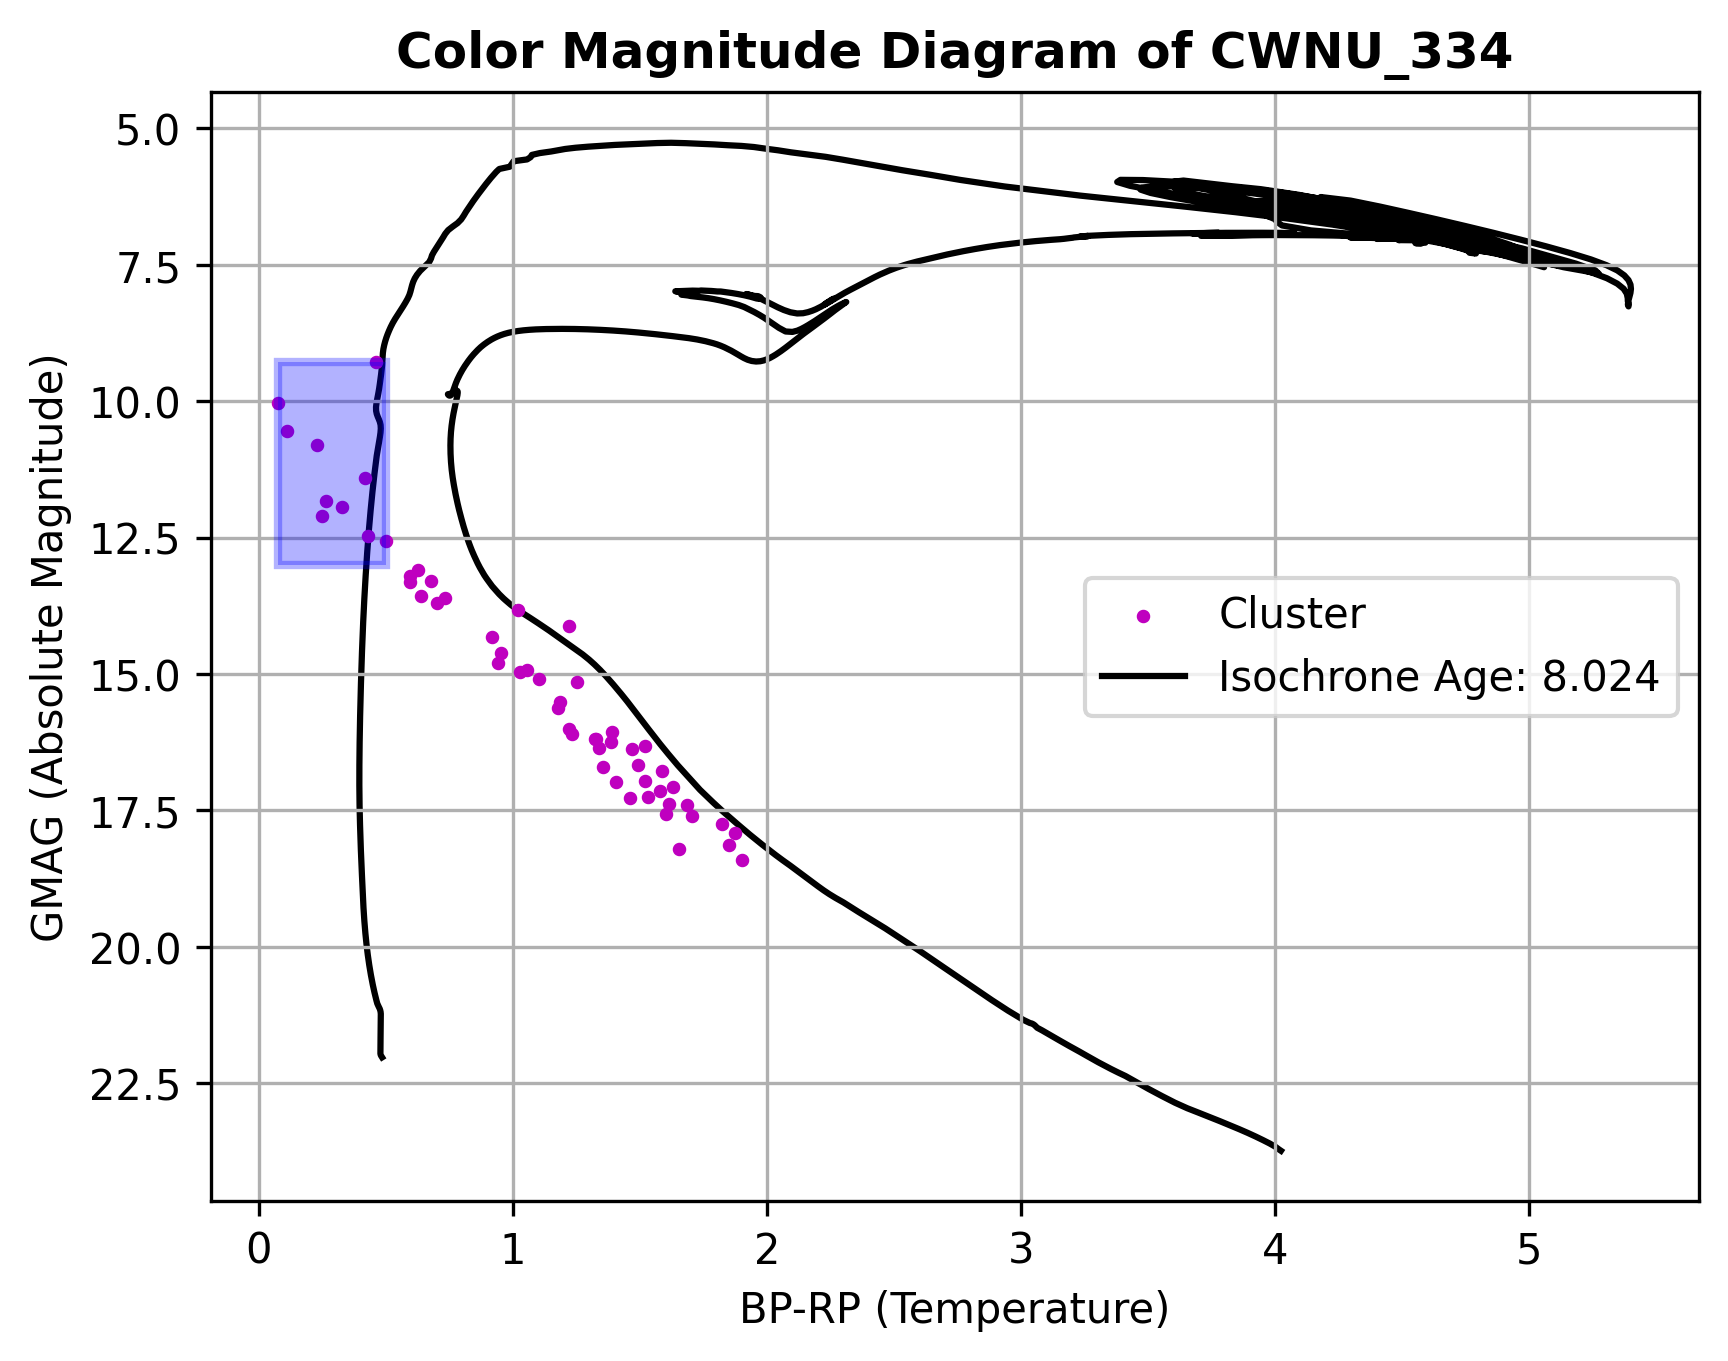 Color Magnitude Diagram of CWNU_334
GMAG (Absolute Magnitude)
5.0
7.5
10.0
12.5
15.0
17.5
20.0
22.5
Cluster
Isochrone Age: 8.024
0 1 2 3 4 5
BP-RP (Temperature)